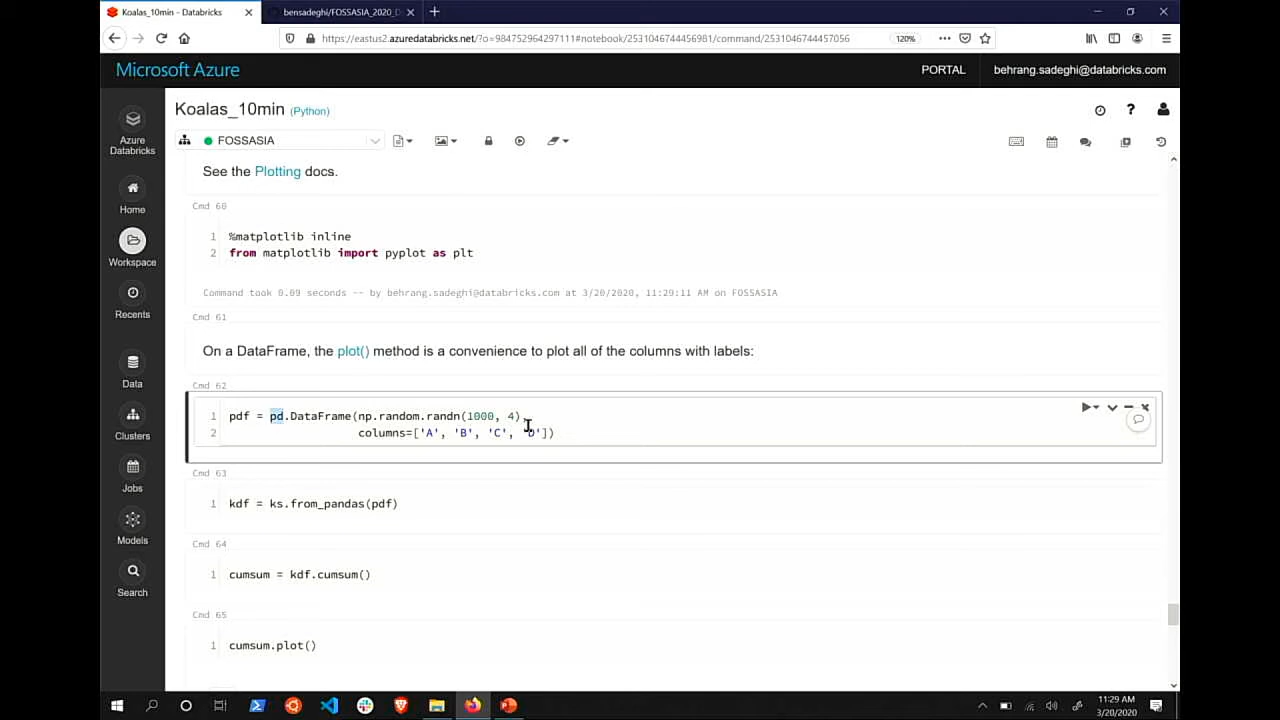 Koalas_10min - Databricks
bensadeghi/FOSSASIA_2020_D
https://eastus2.azuredatabricks.net/?o=984752964297111#notebook/2531046744456981/command/2531046744457056
120%
Microsoft Azure
PORTAL
behrang.sadeghi@databricks.com
Koalas_10min (Python)
FOSSASIA
Azure
Databricks
Home
Workspace
Recents
Data
Clusters
Jobs
Models
Search
See the Plotting docs.
Cmd 60
1 %matplotlib inline
2 from matplotlib import pyplot as plt
Command took 0.09 seconds -- by behrang.sadeghi@databricks.com at 3/20/2020, 11:29:11 AM on FOSSASIA
Cmd 61
On a DataFrame, the plot() method is a convenience to plot all of the columns with labels:
Cmd 62
1 pdf = pd.DataFrame(np.random.randn(1000, 4),
2 columns=['A', 'B', 'C', 'D'])
Cmd 63
1 kdf = ks.from_pandas(pdf)
Cmd 64
1 cumsum = kdf.cumsum()
Cmd 65
1 cumsum.plot()
11:29 AM
3/20/2020